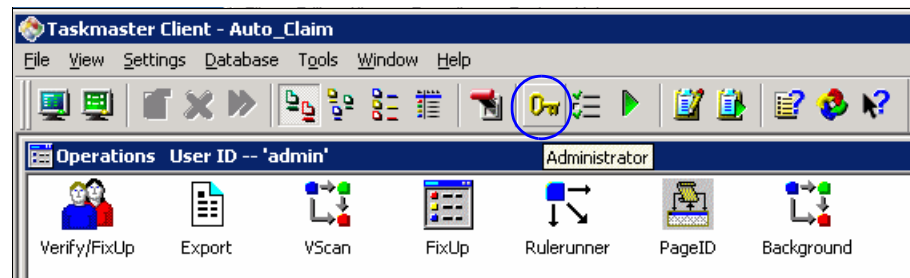 Taskmaster Client - Auto_Claim
File View Settings Database Tools Window Help
Operations User ID -- 'admin'
Administrator
Verify/FixUp Export VScan FixUp Rulerunner PageID Background